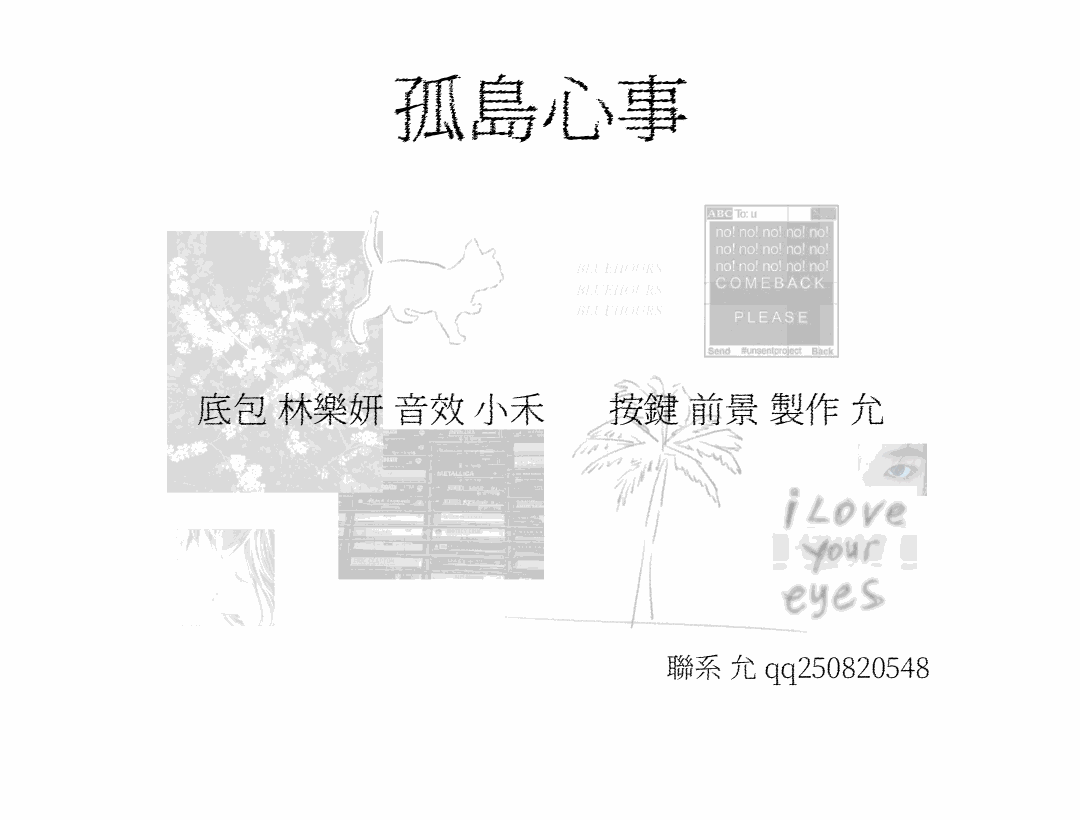 孤島心事
BLUEHOURS
BLUEHOURS
BLUEHOURS
ABC To: u
no! no! no! no! no!
no! no! no! no! no!
no! no! no! no! no!
COMEBACK
PLEASE
Send #unsentproject Back
底包 林樂妍 音效 小禾 按鍵 前景 製作 允
METALLICA
i Love
your
eyes
聯系 允 qq250820548